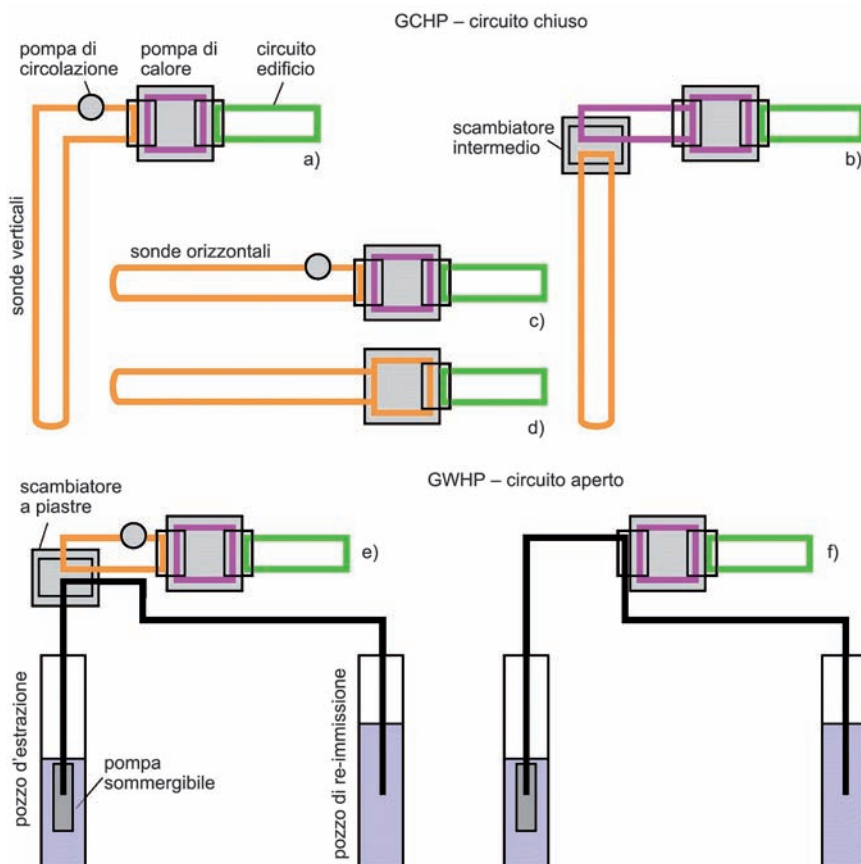 GCHP – circuito chiuso
pompa di
circolazione
pompa di
calore
circuito
edificio
a)
scambiatore
intermedio
b)
sonde verticali
sonde orizzontali
c)
d)
GWHP – circuito aperto
scambiatore
a piastre
e)
f)
pozzo d'estrazione
pompa
sommergibile
pozzo di re-immissione